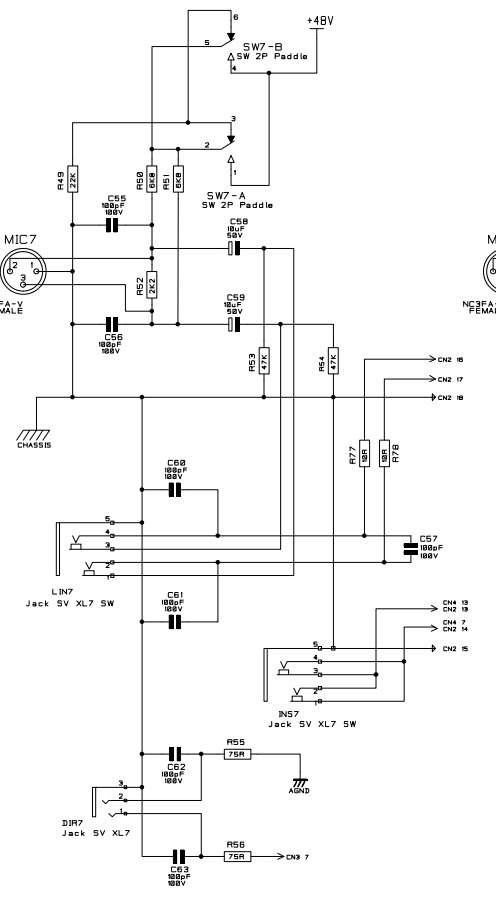 6
+48V
5
SW7-B
SW 2P Paddle
4
3
2
R49
22K
R50
6K8
R51
6K8
1
SW7-A
SW 2P Paddle
C55
100pF
100V
C58
10uF
50V
MIC7
2
1
3
R52
2K2
FA-V
MALE
C59
10uF
50V
M
NC3FA-
FEMAL
C56
100pF
100V
R53
47K
R54
47K
CN2 16
CN2 17
CN2 18
CHASSIS
R77
10R
R78
10R
C60
100pF
100V
5
4
3
2
1
C57
100pF
100V
LIN7
Jack SV XL7 SW
C61
100pF
100V
CN4 13
CN2 13
CN4 7
CN2 14
CN2 15
5
4
3
2
1
INS7
Jack SV XL7 SW
R55
75R
C62
100pF
100V
AGND
3
2
1
DIR7
Jack SV XL7
R56
75R
CN3 7
C63
100pF
100V